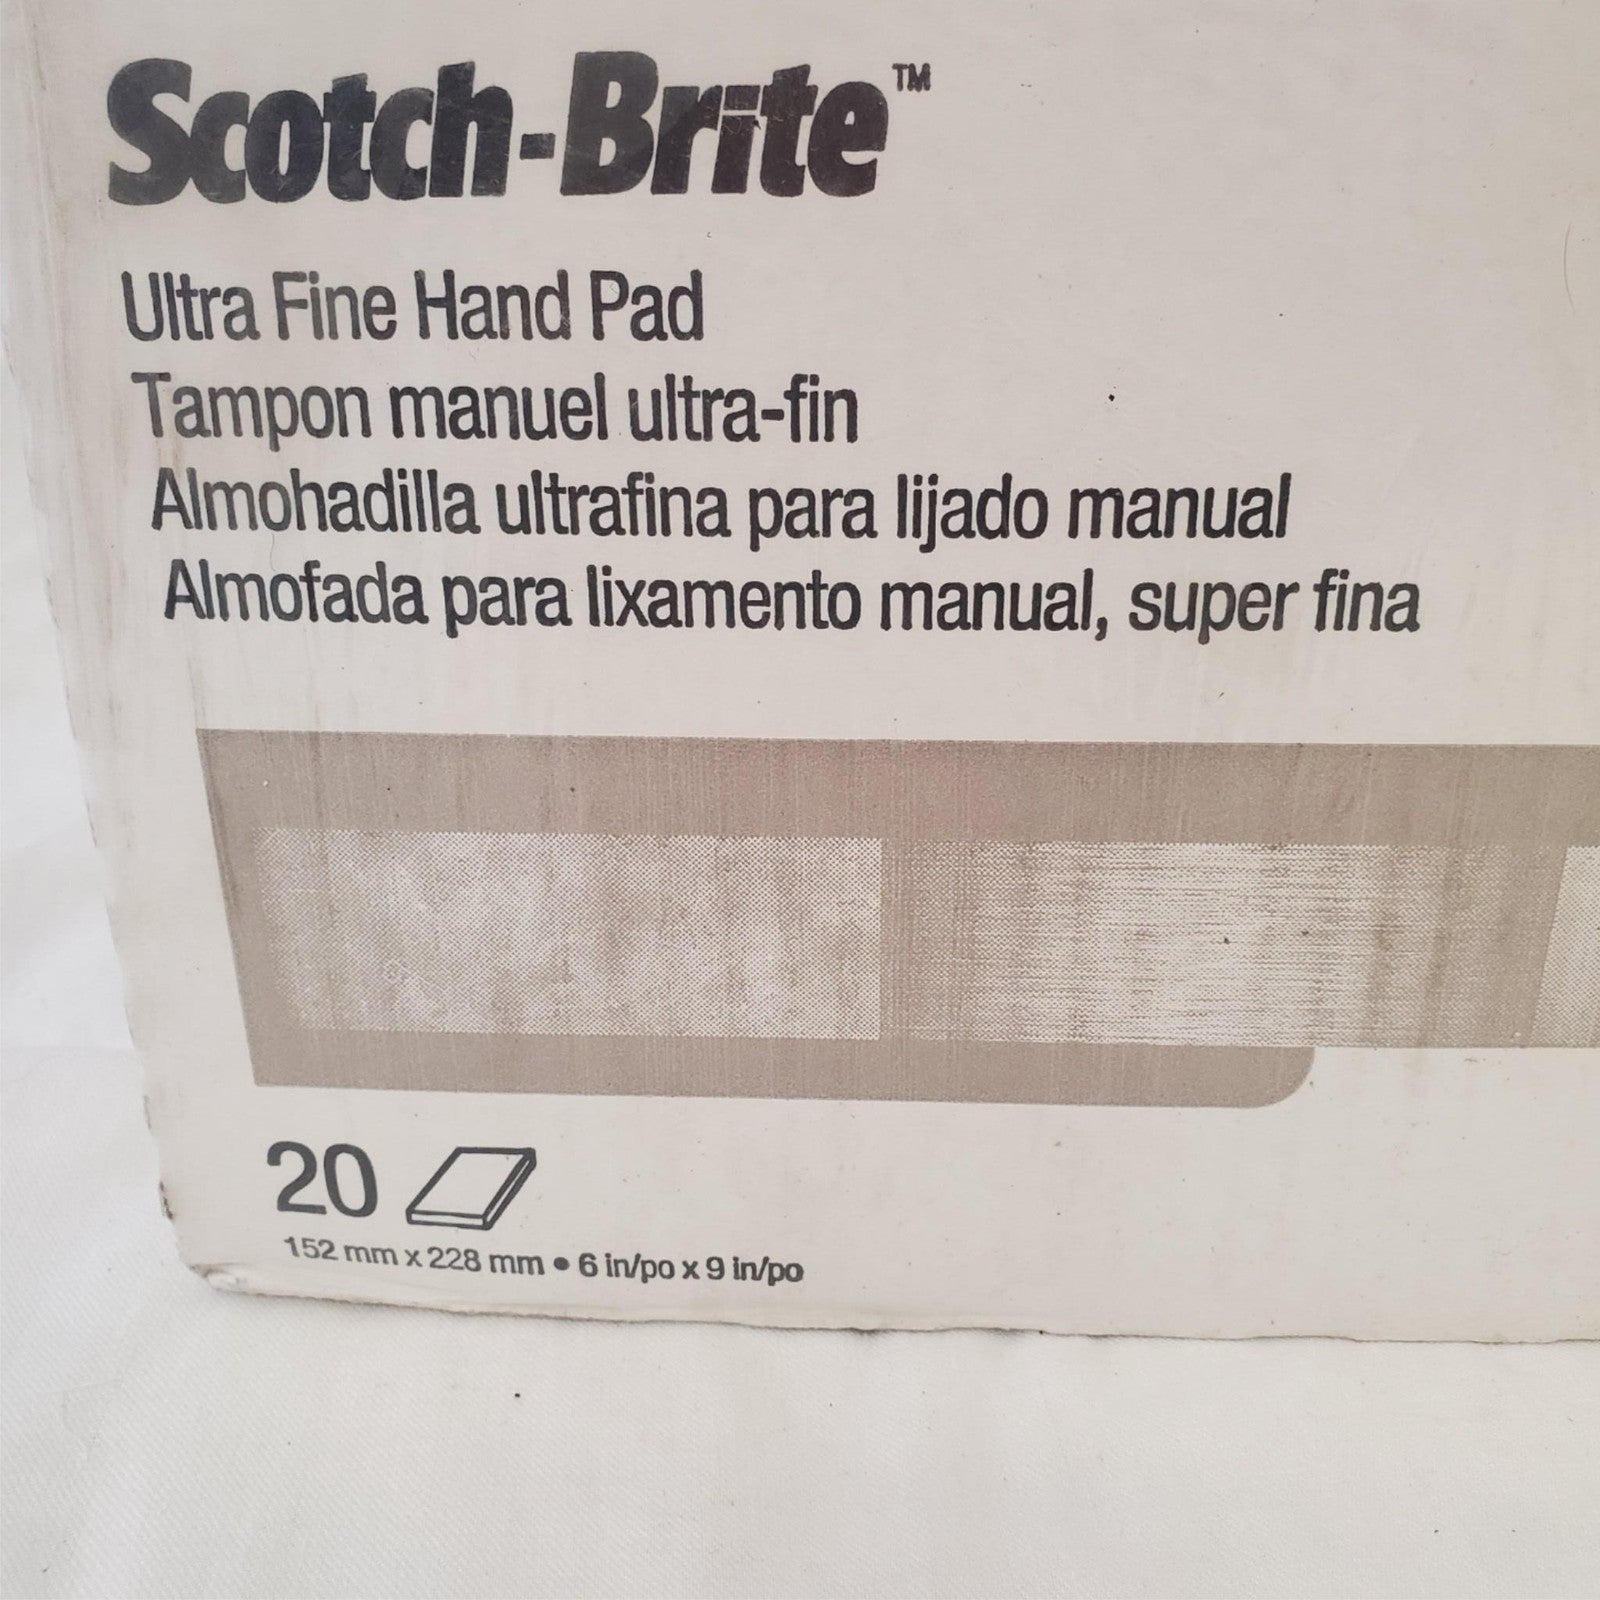 Scotch-Brite™
Ultra Fine Hand Pad
Tampon manuel ultra-fin
Almohadilla ultrafina para lijado manual
Almofada para lixamento manual, super fina
20
152 mm x 228 mm • 6 in/po x 9 in/po